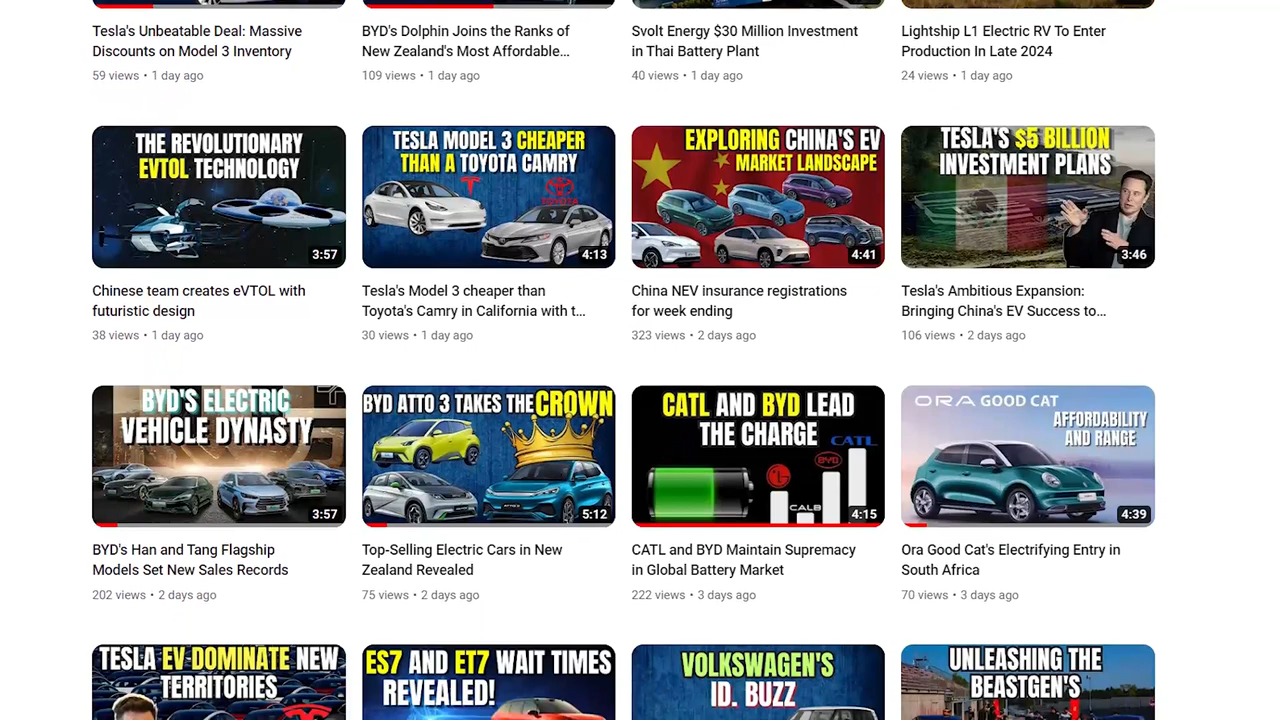 Tesla's Unbeatable Deal: Massive
Discounts on Model 3 Inventory
59 views • 1 day ago
BYD's Dolphin Joins the Ranks of
New Zealand's Most Affordable...
109 views • 1 day ago
Svolt Energy $30 Million Investment
in Thai Battery Plant
40 views • 1 day ago
Lightship L1 Electric RV To Enter
Production In Late 2024
24 views • 1 day ago
THE REVOLUTIONARY
EVTOL TECHNOLOGY
3:57
Chinese team creates eVTOL with
futuristic design
38 views • 1 day ago
TESLA MODEL 3 CHEAPER
THAN A TOYOTA CAMRY
TOYOTA
4:13
Tesla's Model 3 cheaper than
Toyota's Camry in California with t...
30 views • 1 day ago
EXPLORING CHINA'S EV
MARKET LANDSCAPE
4:41
China NEV insurance registrations
for week ending
323 views • 2 days ago
TESLA'S $5 BILLION
INVESTMENT PLANS
3:46
Tesla's Ambitious Expansion:
Bringing China's EV Success to...
106 views • 2 days ago
BYD'S ELECTRIC
VEHICLE DYNASTY
3:57
BYD's Han and Tang Flagship
Models Set New Sales Records
202 views • 2 days ago
BYD ATTO 3 TAKES THE CROWN
5:12
Top-Selling Electric Cars in New
Zealand Revealed
75 views • 2 days ago
CATL AND BYD LEAD
THE CHARGE
CATL
BYD
LG
CALB
4:15
CATL and BYD Maintain Supremacy
in Global Battery Market
222 views • 3 days ago
ORA GOOD CAT
AFFORDABILITY
AND RANGE
4:39
Ora Good Cat's Electrifying Entry in
South Africa
70 views • 3 days ago
TESLA EV DOMINATE NEW
TERRITORIES
ES7 AND ET7 WAIT TIMES
REVEALED!
VOLKSWAGEN'S
ID. BUZZ
UNLEASHING THE
BEASTGEN'S